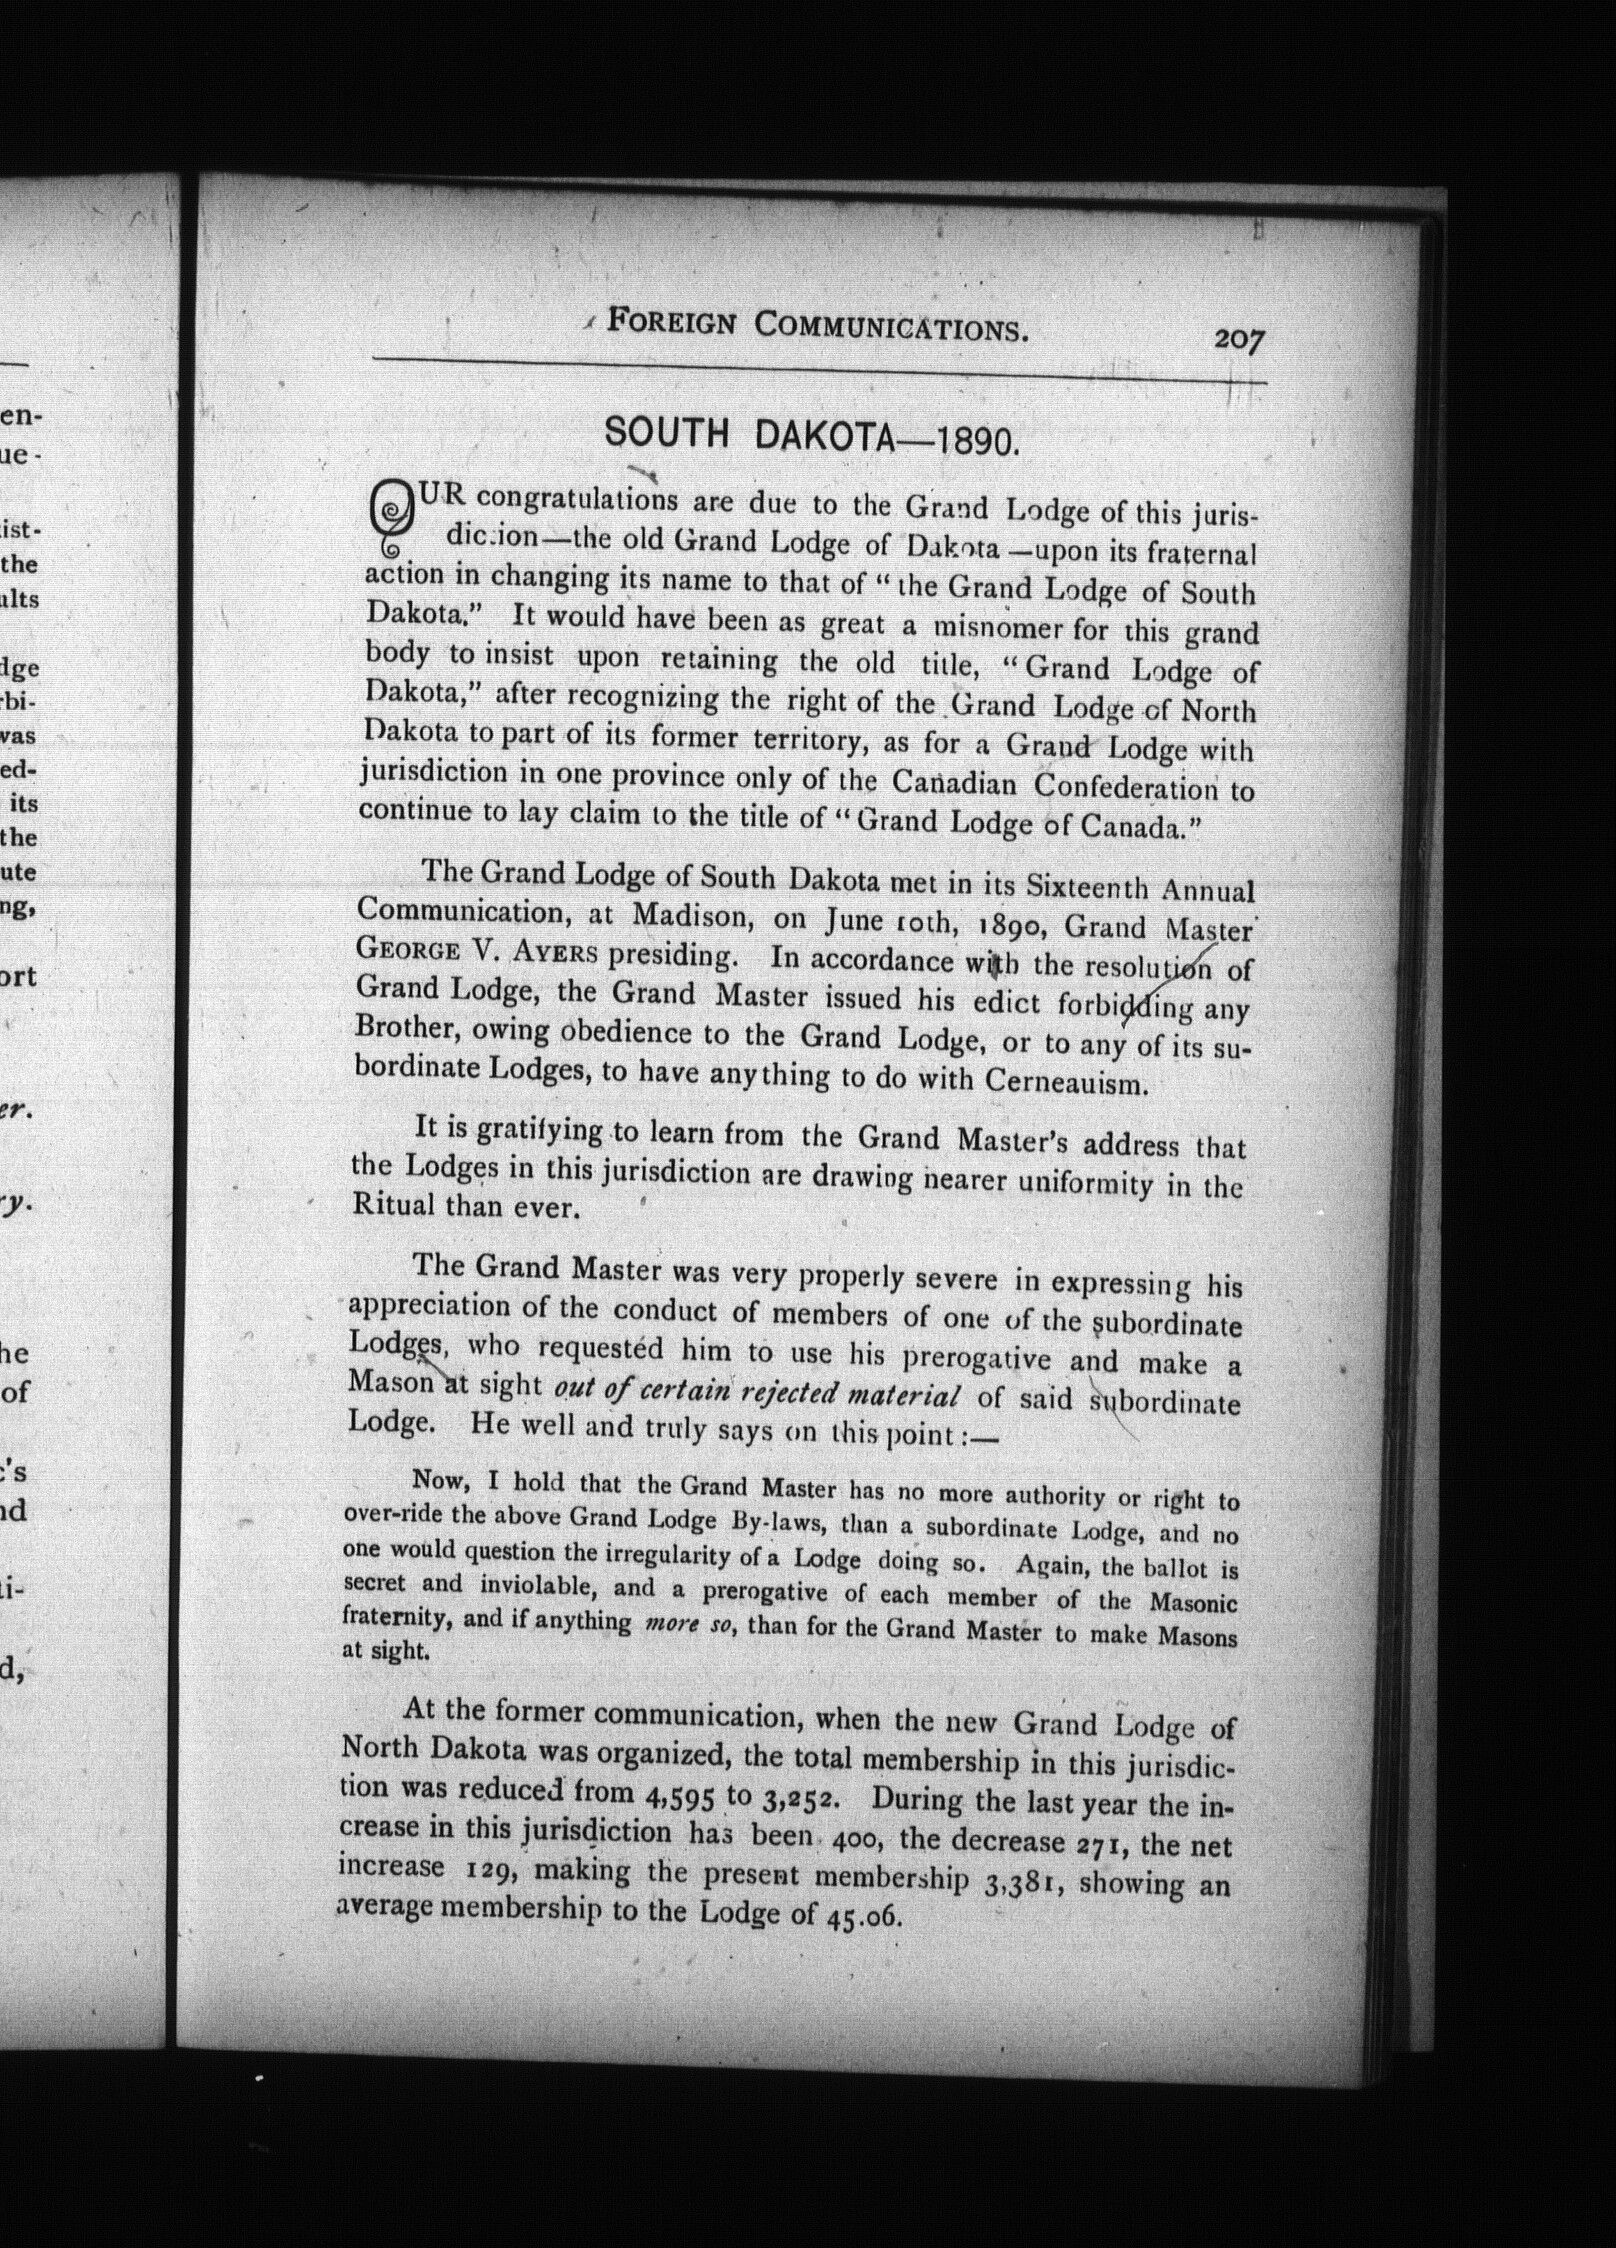 FOREIGN COMMUNICATIONS. 207
SOUTH DAKOTA—1890.
OUR congratulations are due to the Grand Lodge of this juris-
diction—the old Grand Lodge of Dakota—upon its fraternal
action in changing its name to that of "the Grand Lodge of South
Dakota." It would have been as great a misnomer for this grand
body to insist upon retaining the old title, "Grand Lodge of
Dakota," after recognizing the right of the Grand Lodge of North
Dakota to part of its former territory, as for a Grand Lodge with
jurisdiction in one province only of the Canadian Confederation to
continue to lay claim to the title of "Grand Lodge of Canada."
The Grand Lodge of South Dakota met in its Sixteenth Annual
Communication, at Madison, on June 10th, 1890, Grand Master
GEORGE V. AYERS presiding. In accordance with the resolution of
Grand Lodge, the Grand Master issued his edict forbidding any
Brother, owing obedience to the Grand Lodge, or to any of its su-
bordinate Lodges, to have anything to do with Cerneauism.
It is gratifying to learn from the Grand Master's address that
the Lodges in this jurisdiction are drawing nearer uniformity in the
Ritual than ever.
The Grand Master was very properly severe in expressing his
appreciation of the conduct of members of one of the subordinate
Lodges, who requested him to use his prerogative and make a
Mason at sight out of certain rejected material of said subordinate
Lodge. He well and truly says on this point :—
Now, I hold that the Grand Master has no more authority or right to
over-ride the above Grand Lodge By-laws, than a subordinate Lodge, and no
one would question the irregularity of a Lodge doing so. Again, the ballot is
secret and inviolable, and a prerogative of each member of the Masonic
fraternity, and if anything more so, than for the Grand Master to make Masons
at sight.
At the former communication, when the new Grand Lodge of
North Dakota was organized, the total membership in this jurisdic-
tion was reduced from 4,595 to 3,252. During the last year the in-
crease in this jurisdiction has been 400, the decrease 271, the net
increase 129, making the present membership 3,381, showing an
average membership to the Lodge of 45.06.